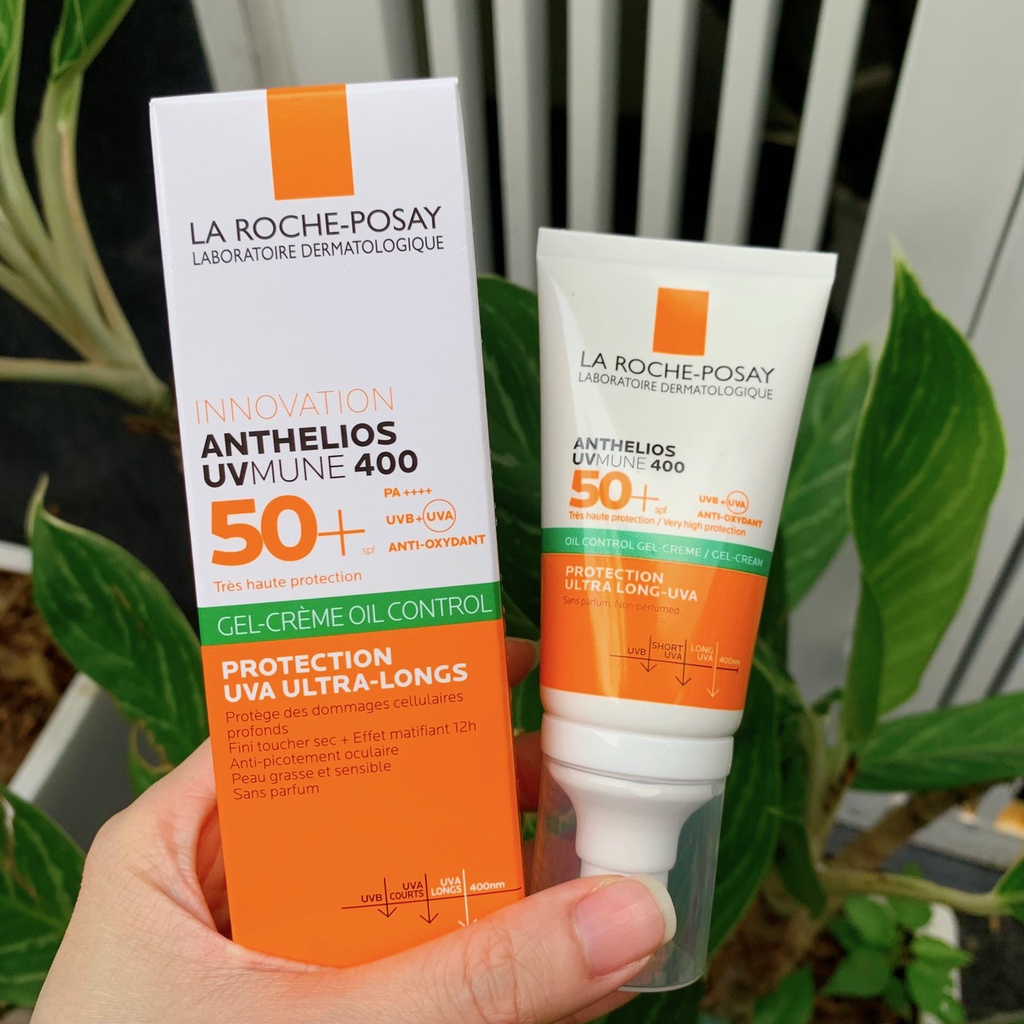 LA ROCHE-POSAY
LABORATOIRE DERMATOLOGIQUE
INNOVATION
ANTHELIOS
UVMUNE 400
50+ spf
PA ++++
UVB + UVA
ANTI-OXYDANT
Très haute protection
GEL-CRÈME OIL CONTROL
PROTECTION
UVA ULTRA-LONGS
Protège des dommages cellulaires
profonds
Fini toucher sec + Effet matifiant 12h
Anti-picotement oculaire
Peau grasse et sensible
Sans parfum
UVB
UVA COURTS
UVA LONGS
400nm
LA ROCHE-POSAY
LABORATOIRE DERMATOLOGIQUE
ANTHELIOS
UVMUNE 400
50+ spf
UVB + UVA
ANTI-OXYDANT
Très haute protection / Very high protection
OIL CONTROL GEL-CREME / GEL-CREAM
PROTECTION
ULTRA LONG-UVA
Sans parfum. Non-perfumed.
UVB
SHORT UVA
LONG UVA
400nm